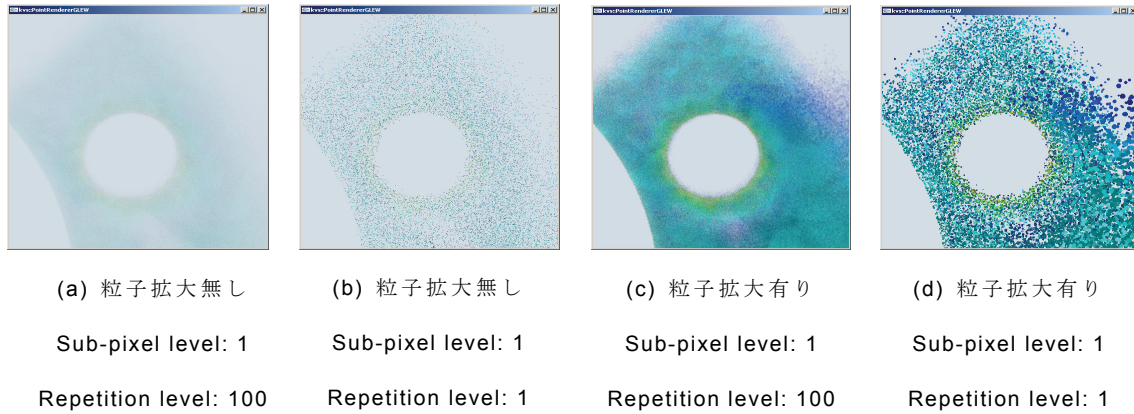 kvs::PointRendererGLEW
kvs::PointRendererGLEW
kvs::PointRendererGLEW
kvs::PointRendererGLEW
(a) 粒子拡大無し
Sub-pixel level: 1
Repetition level: 100
(b) 粒子拡大無し
Sub-pixel level: 1
Repetition level: 1
(c) 粒子拡大有り
Sub-pixel level: 1
Repetition level: 100
(d) 粒子拡大有り
Sub-pixel level: 1
Repetition level: 1